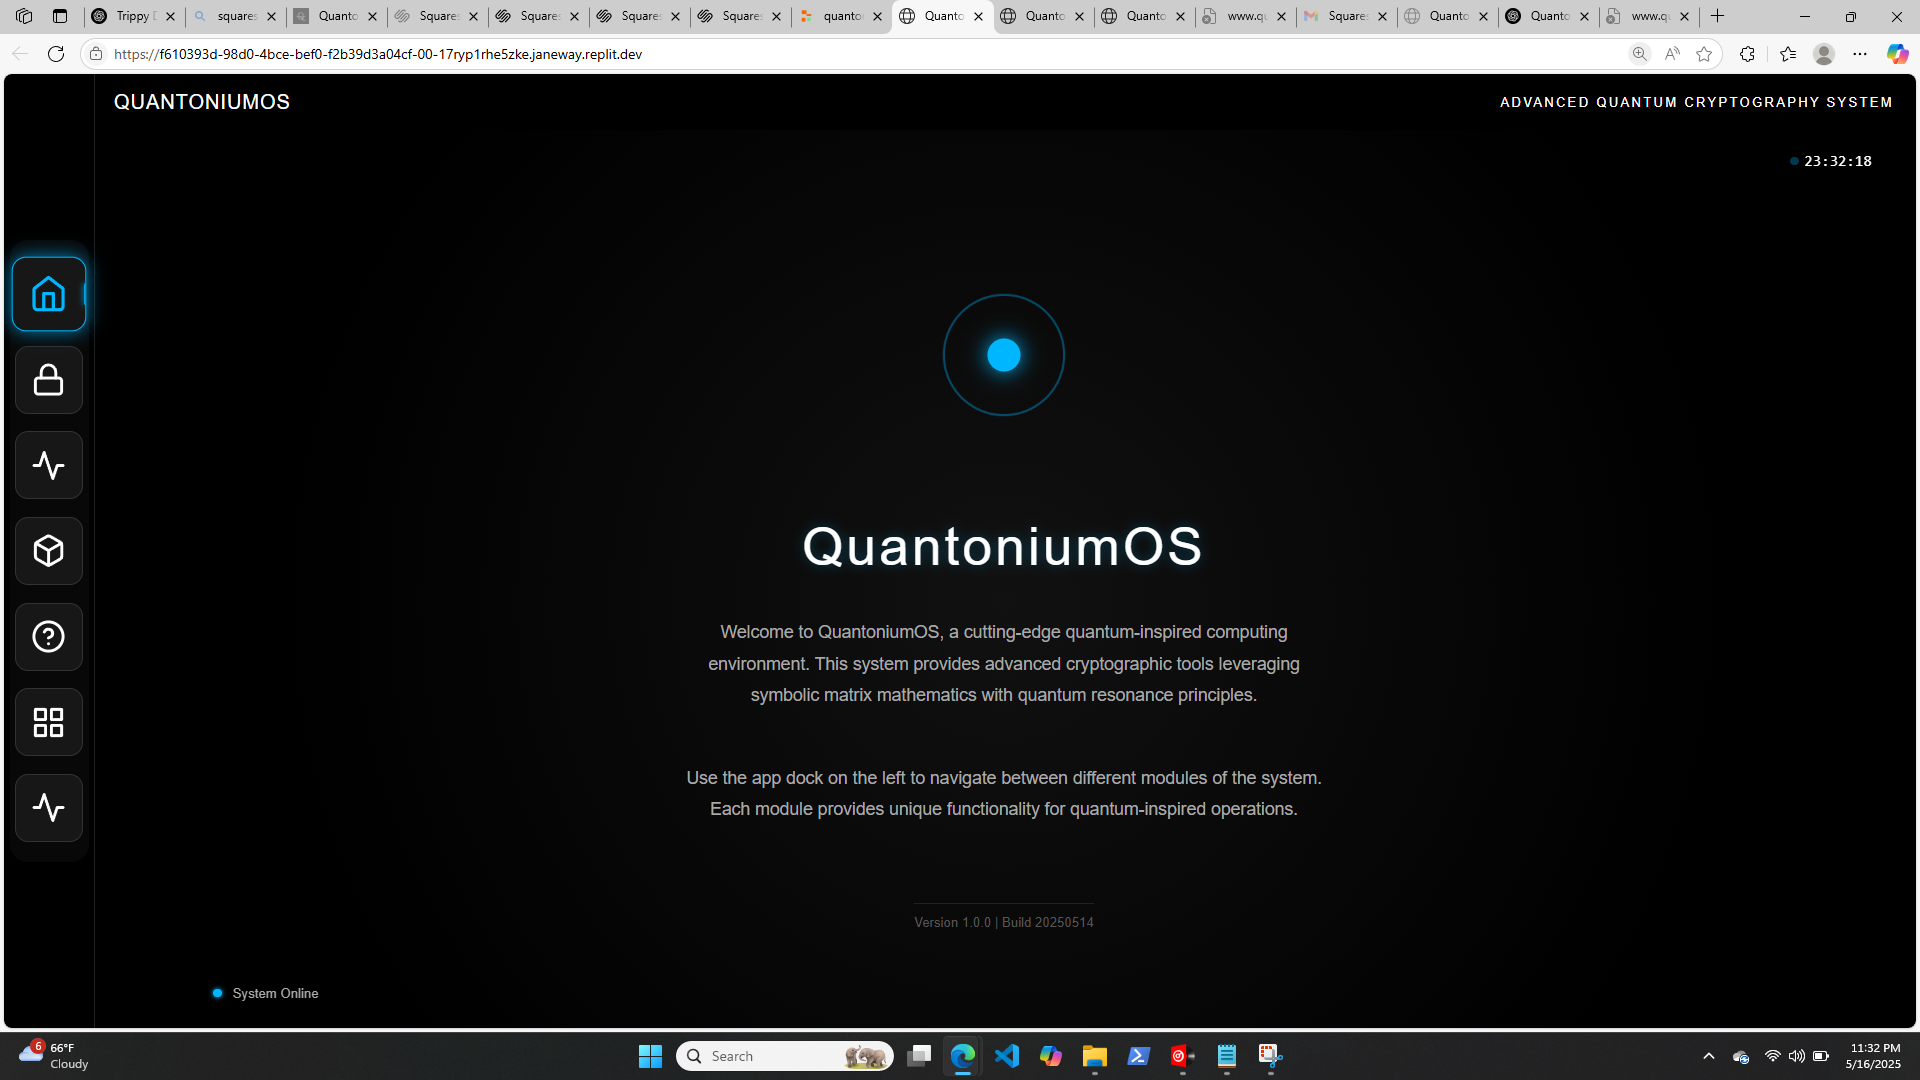 Trippy D
squares
Quanto
Squares
Squares
Squares
Squares
quanto
Quanto
Quanto
Quanto
www.q
Squares
Quanto
Quanto
www.q
https://f610393d-98d0-4bce-bef0-f2b39d3a04cf-00-17ryp1rhe5zke.janeway.replit.dev
QUANTONIUMOS
ADVANCED QUANTUM CRYPTOGRAPHY SYSTEM
23:32:18
QuantoniumOS
Welcome to QuantoniumOS, a cutting-edge quantum-inspired computing
environment. This system provides advanced cryptographic tools leveraging
symbolic matrix mathematics with quantum resonance principles.
Use the app dock on the left to navigate between different modules of the system.
Each module provides unique functionality for quantum-inspired operations.
Version 1.0.0 | Build 20250514
System Online
6
66°F
Cloudy
Search
11:32 PM
5/16/2025